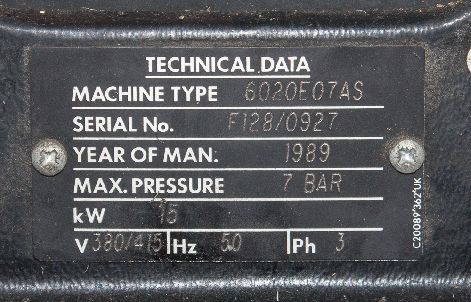 TECHNICAL DATA
MACHINE TYPE 6020E07AS
SERIAL No. F128/0927
YEAR OF MAN: 1989
MAX. PRESSURE 7 BAR
kW 15
V 380/415 Hz 50 Ph 3
C20089*362*UK